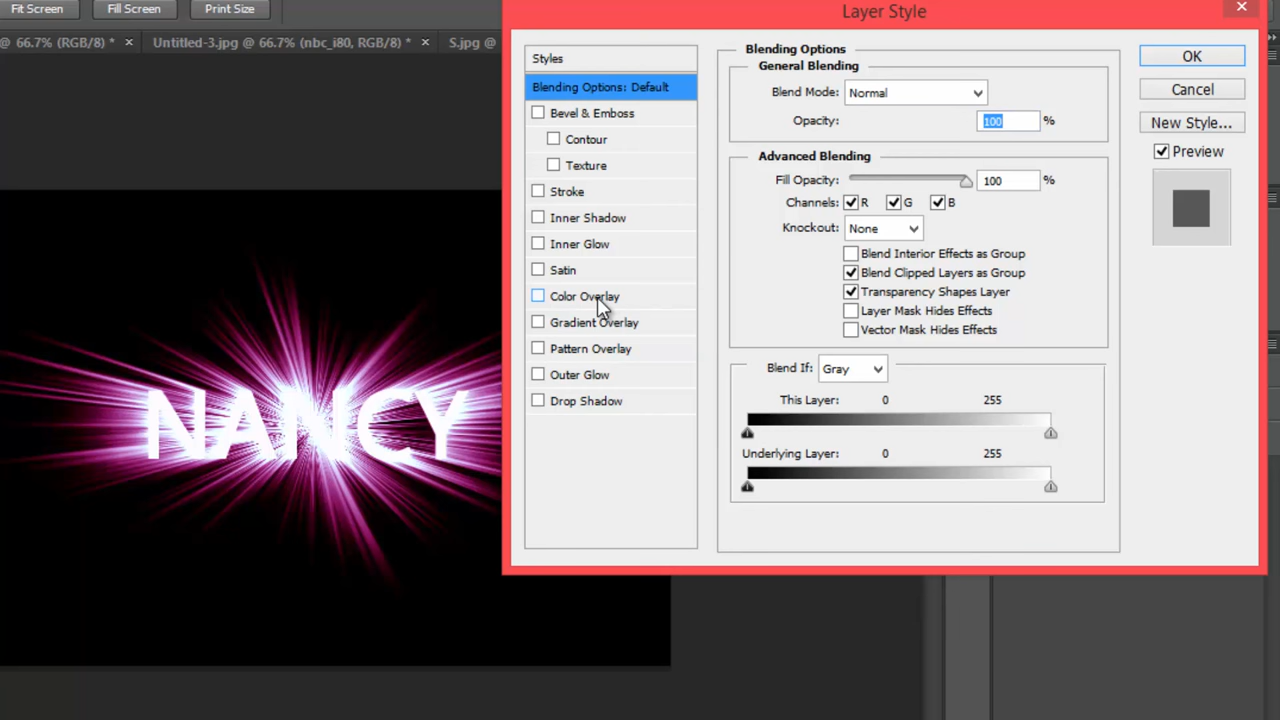 Fit Screen
Fill Screen
Print Size
@ 66.7% (RGB/8) *
Untitled-3.jpg @ 66.7% (nbc_i80, RGB/8) *
S.jpg @
NANCY
Layer Style
Styles
Blending Options: Default
Bevel & Emboss
Contour
Texture
Stroke
Inner Shadow
Inner Glow
Satin
Color Overlay
Gradient Overlay
Pattern Overlay
Outer Glow
Drop Shadow
Blending Options
General Blending
Blend Mode: Normal
Opacity: 100 %
Advanced Blending
Fill Opacity: 100 %
Channels: R G B
Knockout: None
Blend Interior Effects as Group
Blend Clipped Layers as Group
Transparency Shapes Layer
Layer Mask Hides Effects
Vector Mask Hides Effects
Blend If: Gray
This Layer: 0 255
Underlying Layer: 0 255
OK
Cancel
New Style...
Preview